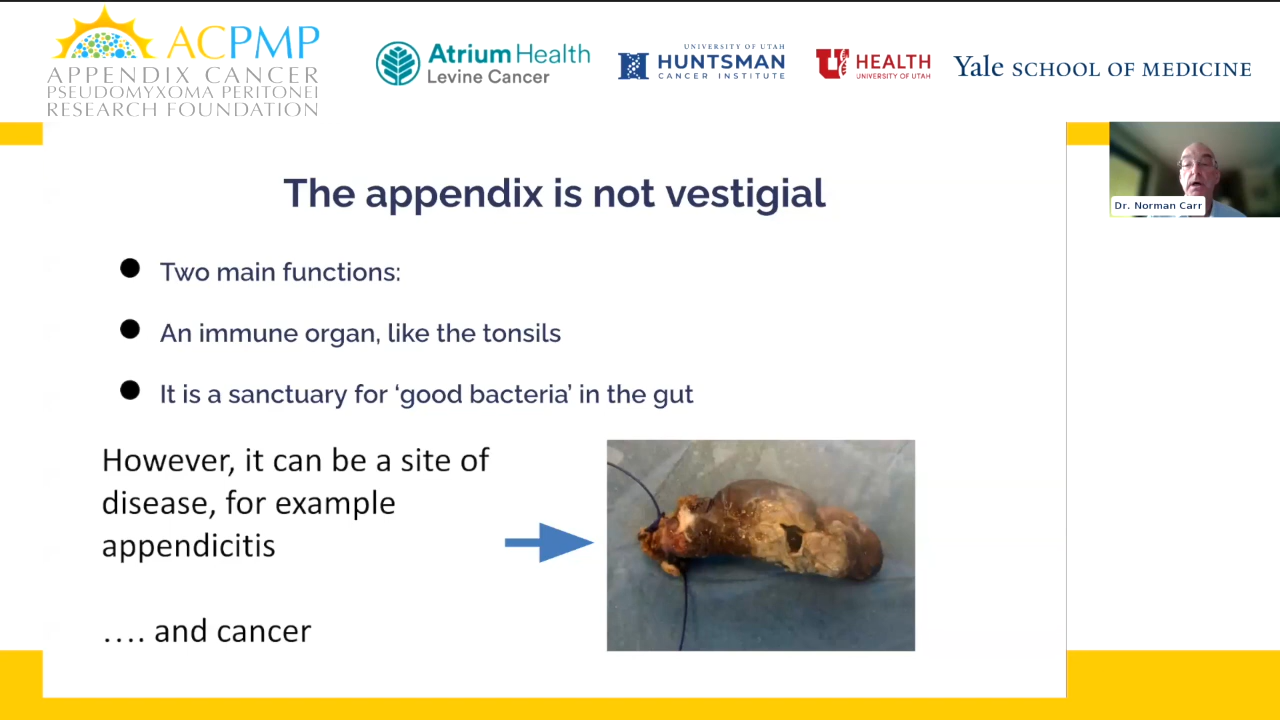 ACPMP
APPENDIX CANCER
PSEUDOMYXOMA PERITONEI
RESEARCH FOUNDATION
Atrium Health
Levine Cancer
UNIVERSITY OF UTAH
HUNTSMAN
CANCER INSTITUTE
U HEALTH
UNIVERSITY OF UTAH
Yale SCHOOL OF MEDICINE
Dr. Norman Carr
The appendix is not vestigial
● Two main functions:
● An immune organ, like the tonsils
● It is a sanctuary for ‘good bacteria’ in the gut
However, it can be a site of
disease, for example
appendicitis
…. and cancer